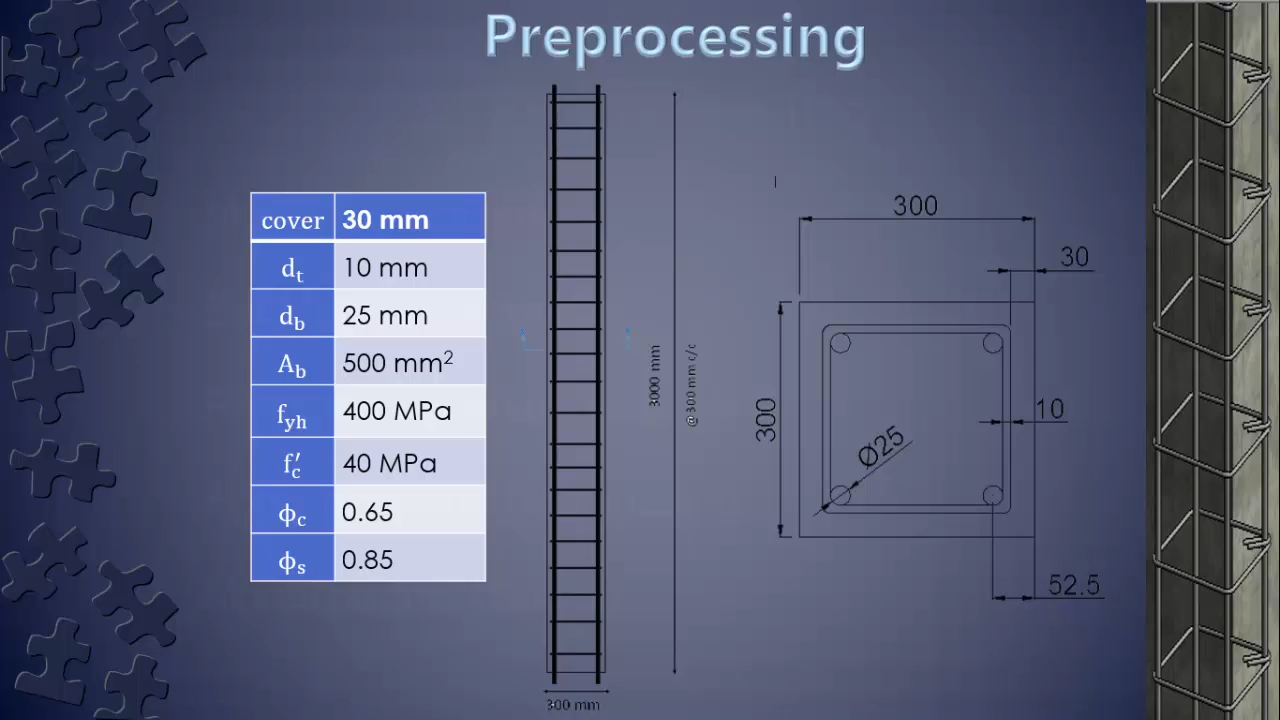 Preprocessing
cover 30 mm
dt 10 mm
db 25 mm
Ab 500 mm²
fyh 400 MPa
f′c 40 MPa
ϕc 0.65
ϕs 0.85
3000 mm
@300 mm c/c
300 mm
300
30
300
10
Ø25
52.5